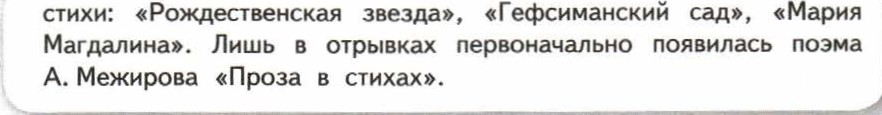 стихи: «Рождественская звезда», «Гефсиманский сад», «Мария
Магдалина». Лишь в отрывках первоначально появилась поэма
А. Межирова «Проза в стихах».